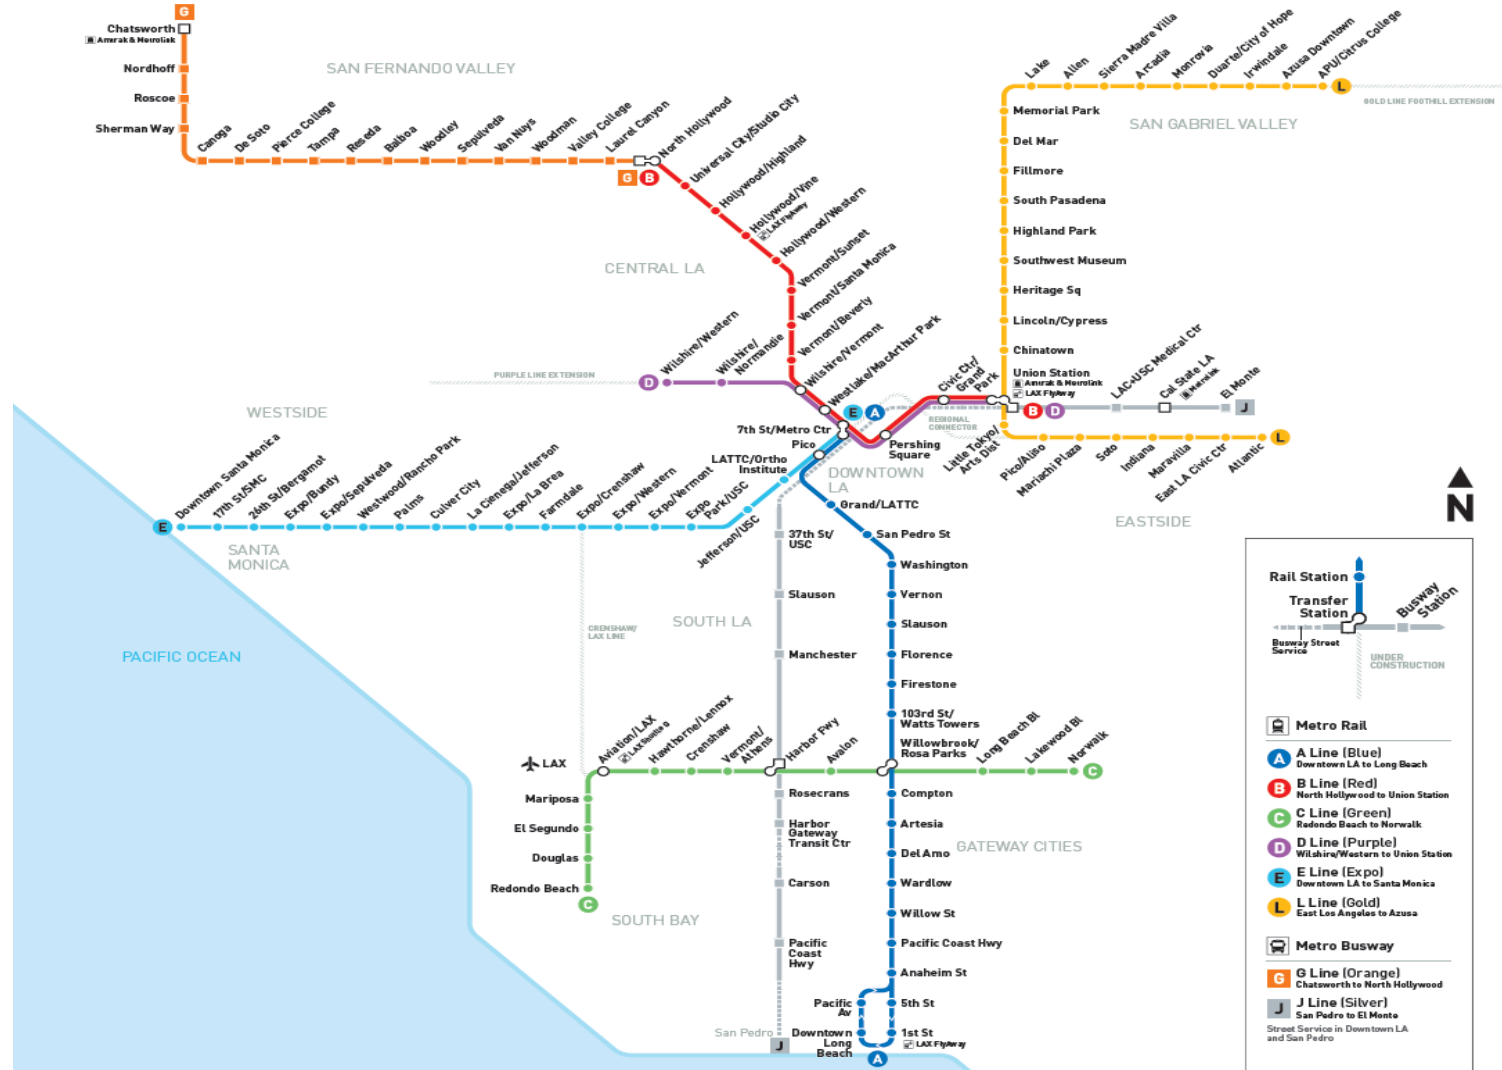 G
Chatsworth
Amtrak & Metrolink
Nordhoff
Roscoe
Sherman Way
SAN FERNANDO VALLEY
Canoga
De Soto
Pierce College
Tampa
Reseda
Balboa
Woodley
Sepulveda
Van Nuys
Woodman
Valley College
Laurel Canyon
North Hollywood
G
B
Universal City/Studio City
Hollywood/Highland
Hollywood/Vine
LAX FlyAway
Hollywood/Western
Vermont/Sunset
Vermont/Santa Monica
Vermont/Beverly
Wilshire/Vermont
Westlake/MacArthur Park
CENTRAL LA
PURPLE LINE EXTENSION
D
Wilshire/Western
Wilshire/
Normandie
E
A
7th St/Metro Ctr
Pico
LATTC/Ortho
Institute
Pershing
Square
Civic Ctr/
Grand
Park
REGIONAL
CONNECTOR
DOWNTOWN
LA
Lake
Allen
Sierra Madre Villa
Arcadia
Monrovia
Duarte/City of Hope
Irwindale
Azusa Downtown
APU/Citrus College
L
GOLD LINE FOOTHILL EXTENSION
SAN GABRIEL VALLEY
Memorial Park
Del Mar
Fillmore
South Pasadena
Highland Park
Southwest Museum
Heritage Sq
Lincoln/Cypress
Chinatown
Union Station
Amtrak & Metrolink
LAX FlyAway
B
D
LAC+USC Medical Ctr
Cal State LA
Metrolink
El Monte
J
Little Tokyo/
Arts Dist
Pico/Aliso
Mariachi Plaza
Soto
Indiana
Maravilla
East LA Civic Ctr
Atlantic
L
EASTSIDE
WESTSIDE
E
Downtown Santa Monica
17th St/SMC
26th St/Bergamot
Expo/Bundy
Expo/Sepulveda
Westwood/Rancho Park
Palms
Culver City
La Cienega/Jefferson
Expo/La Brea
Farmdale
Expo/Crenshaw
Expo/Western
Expo/Vermont
Expo
Park/USC
Jefferson/USC
SANTA
MONICA
PACIFIC OCEAN
CRENSHAW/
LAX LINE
SOUTH LA
37th St/
USC
Slauson
Manchester
Harbor Fwy
Rosecrans
Harbor
Gateway
Transit Ctr
Carson
Pacific
Coast
Hwy
San Pedro
J
Grand/LATTC
San Pedro St
Washington
Vernon
Slauson
Florence
Firestone
103rd St/
Watts Towers
Willowbrook/
Rosa Parks
Compton
Artesia
Del Amo
Wardlow
Willow St
Pacific Coast Hwy
Anaheim St
5th St
1st St
LAX FlyAway
Pacific
Av
Downtown
Long
Beach
A
GATEWAY CITIES
LAX
Aviation/LAX
LAX Shuttle G
Hawthorne/Lennox
Crenshaw
Vermont/
Athens
Avalon
Long Beach Bl
Lakewood Bl
Norwalk
C
Mariposa
El Segundo
Douglas
Redondo Beach
C
SOUTH BAY
N
Rail Station
Transfer
Station
Busway
Station
Busway Street
Service
UNDER
CONSTRUCTION
Metro Rail
A
A Line (Blue)
Downtown LA to Long Beach
B
B Line (Red)
North Hollywood to Union Station
C
C Line (Green)
Redondo Beach to Norwalk
D
D Line (Purple)
Wilshire/Western to Union Station
E
E Line (Expo)
Downtown LA to Santa Monica
L
L Line (Gold)
East Los Angeles to Azusa
Metro Busway
G
G Line (Orange)
Chatsworth to North Hollywood
J
J Line (Silver)
San Pedro to El Monte
Street Service in Downtown LA
and San Pedro